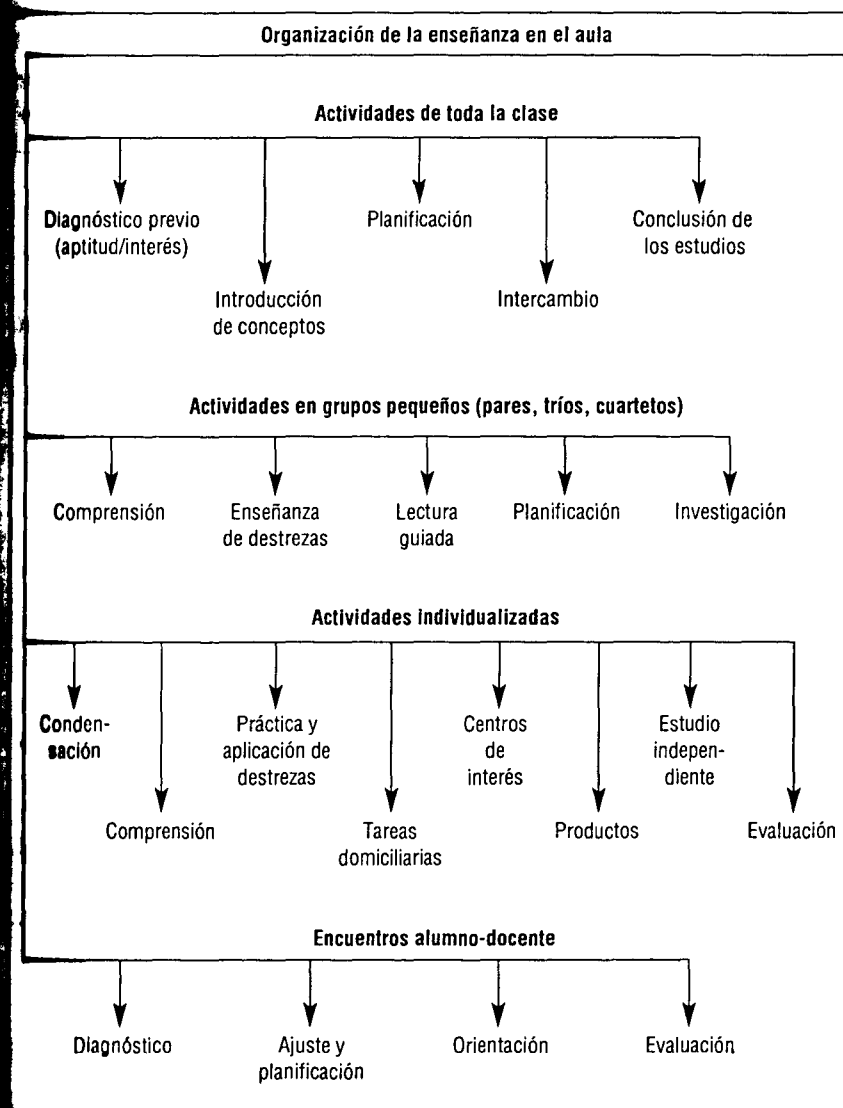 Organización de la enseñanza en el aula
Actividades de toda la clase
Diagnóstico previo
(aptitud/interés)
Planificación
Conclusión de
los estudios
Introducción
de conceptos
Intercambio
Actividades en grupos pequeños (pares, tríos, cuartetos)
Comprensión
Enseñanza
de destrezas
Lectura
guiada
Planificación
Investigación
Actividades individualizadas
Conden-
sación
Práctica y
aplicación de
destrezas
Centros
de
interés
Estudio
indepen-
diente
Comprensión
Tareas
domiciliarias
Productos
Evaluación
Encuentros alumno-docente
Diagnóstico
Ajuste y
planificación
Orientación
Evaluación